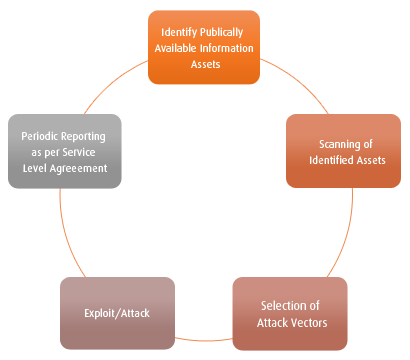 Identify Publically
Available Information
Assets
Scanning of
Identified Assets
Selection of
Attack Vectors
Exploit/Attack
Periodic Reporting
as per Service
Level Agreeement